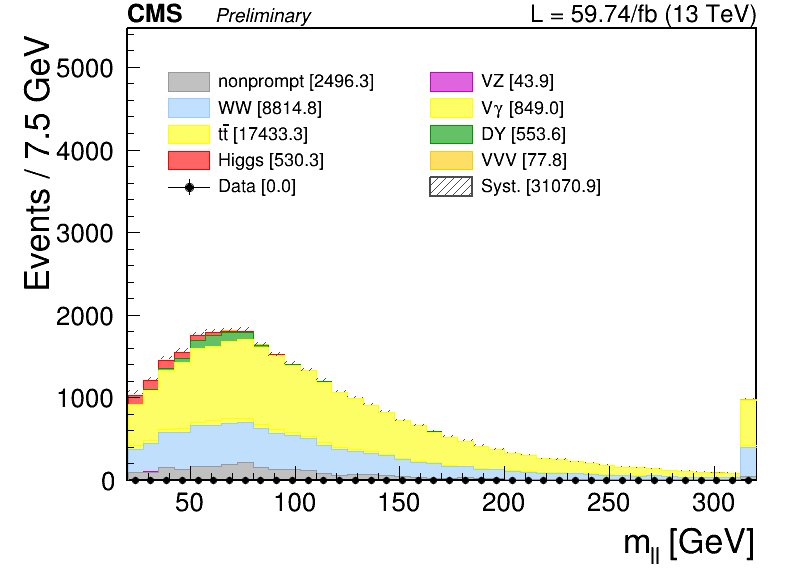 CMS Preliminary L = 59.74/fb (13 TeV)
Events / 7.5 GeV
5000
4000
3000
2000
1000
0
nonprompt [2496.3]
WW [8814.8]
tt̄ [17433.3]
Higgs [530.3]
Data [0.0]
VZ [43.9]
Vγ [849.0]
DY [553.6]
VVV [77.8]
Syst. [31070.9]
50 100 150 200 250 300
m_ll [GeV]